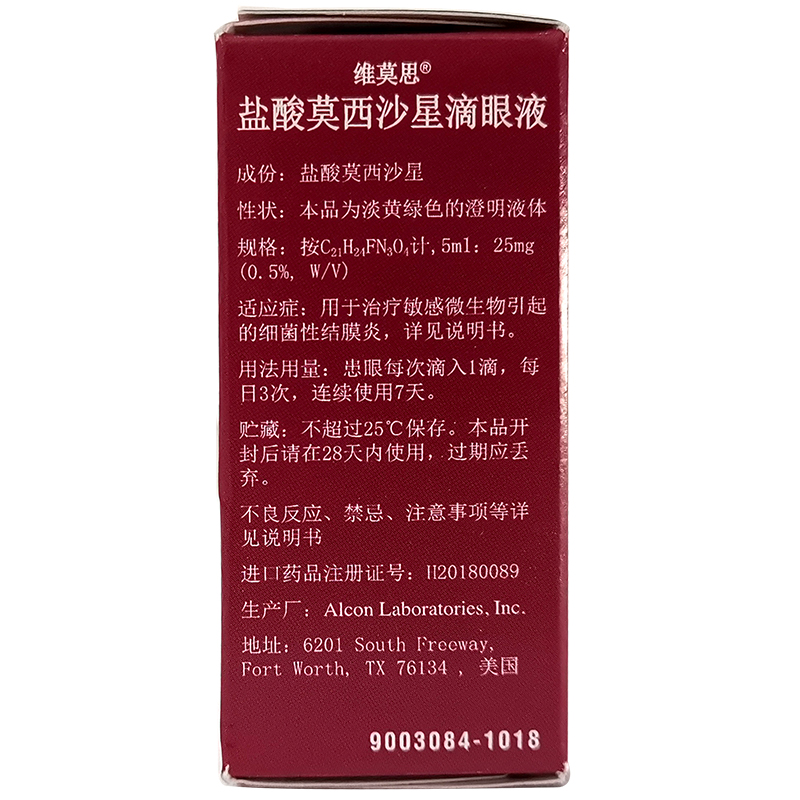 维莫思®
盐酸莫西沙星滴眼液
成份：盐酸莫西沙星
性状：本品为淡黄绿色的澄明液体
规格：按C₂₁H₂₄FN₃O₄计,5ml：25mg
(0.5%, W/V)
适应症：用于治疗敏感微生物引起
的细菌性结膜炎，详见说明书。
用法用量：患眼每次滴入1滴，每
日3次，连续使用7天。
贮藏：不超过25℃保存。本品开
封后请在28天内使用，过期应丢
弃。
不良反应、禁忌、注意事项等详
见说明书
进口药品注册证号：H20180089
生产厂：Alcon Laboratories, Inc.
地址：6201 South Freeway,
Fort Worth, TX 76134 , 美国
9003084-1018